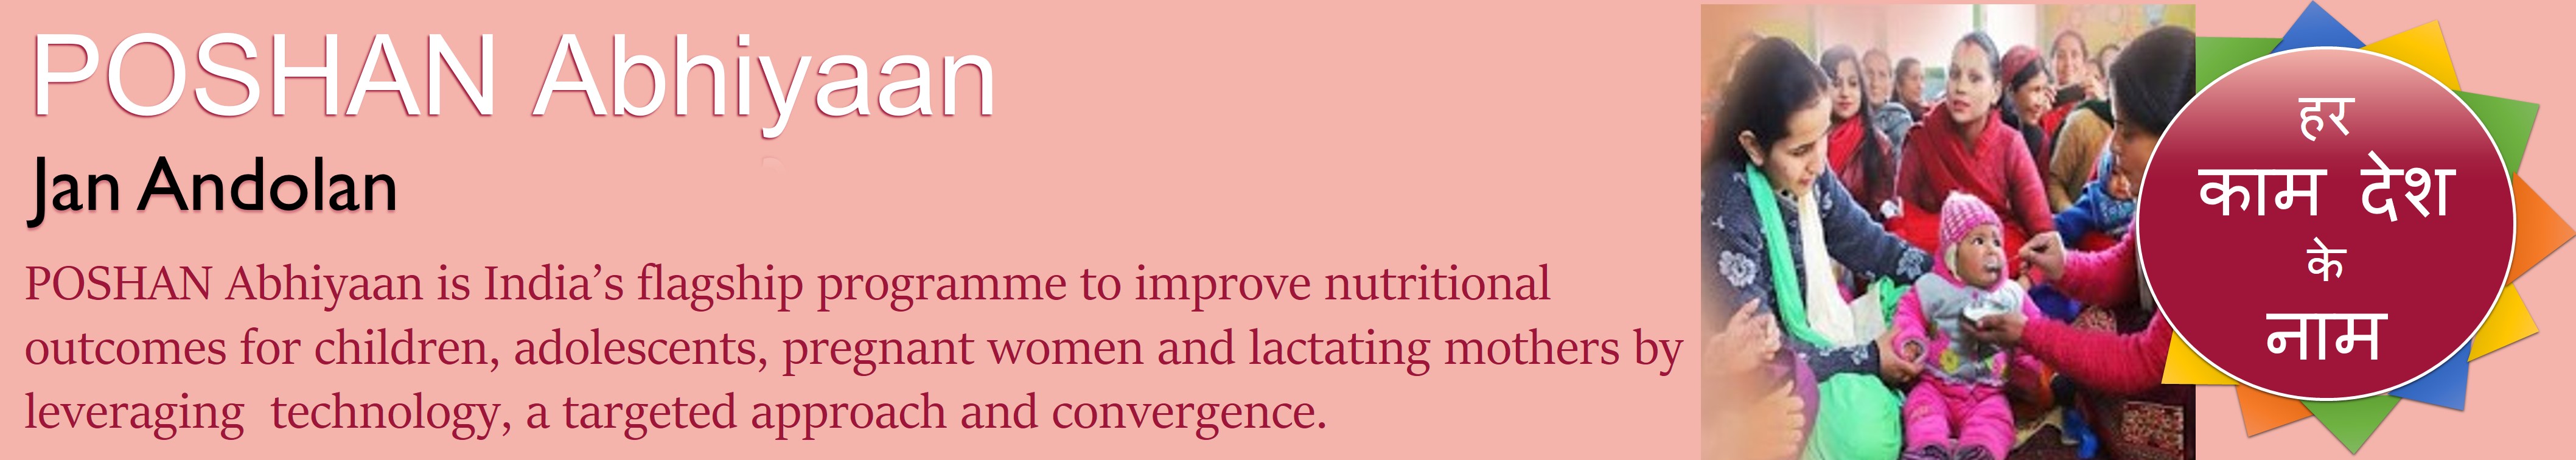 POSHAN Abhiyaan
Jan Andolan
POSHAN Abhiyaan is India’s flagship programme to improve nutritional
outcomes for children, adolescents, pregnant women and lactating mothers by
leveraging technology, a targeted approach and convergence.
हर
काम देश
के
नाम